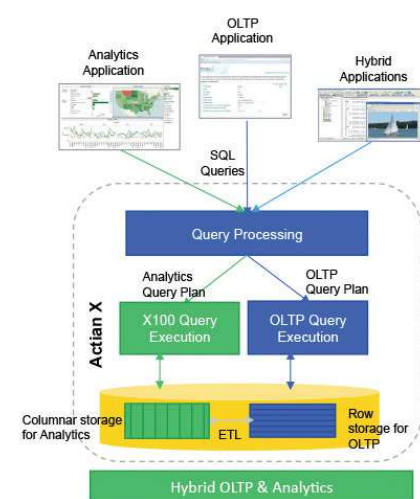 OLTP
Application
Analytics
Application
Hybrid
Applications
SQL
Queries
Query Processing
Analytics
Query Plan
OLTP
Query Plan
Actian X
X100 Query
Execution
OLTP Query
Execution
Columnar storage
for Analytics
ETL
Row
storage for
OLTP
Hybrid OLTP & Analytics